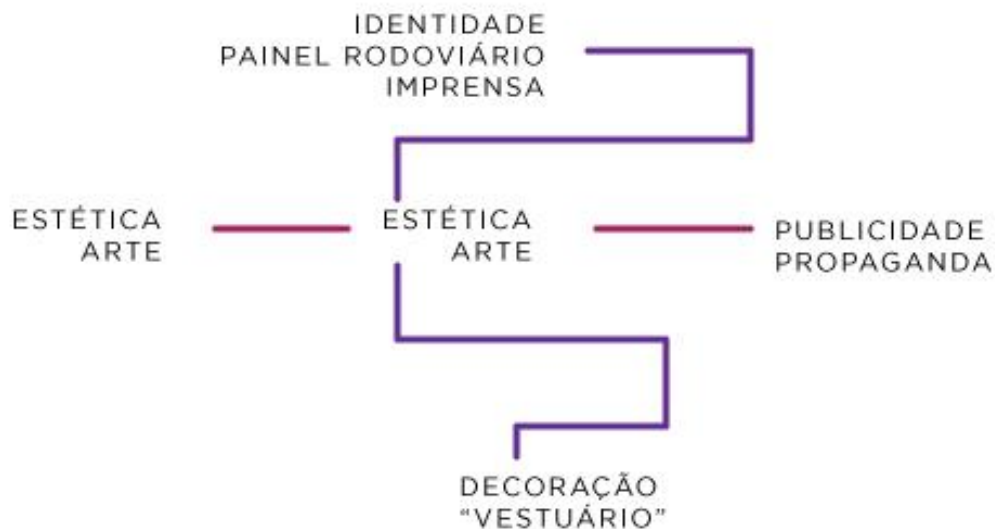 IDENTIDADE
PAINEL RODOVIÁRIO
IMPRENSA
ESTÉTICA
ARTE
ESTÉTICA
ARTE
PUBLICIDADE
PROPAGANDA
DECORAÇÃO
“VESTUÁRIO”